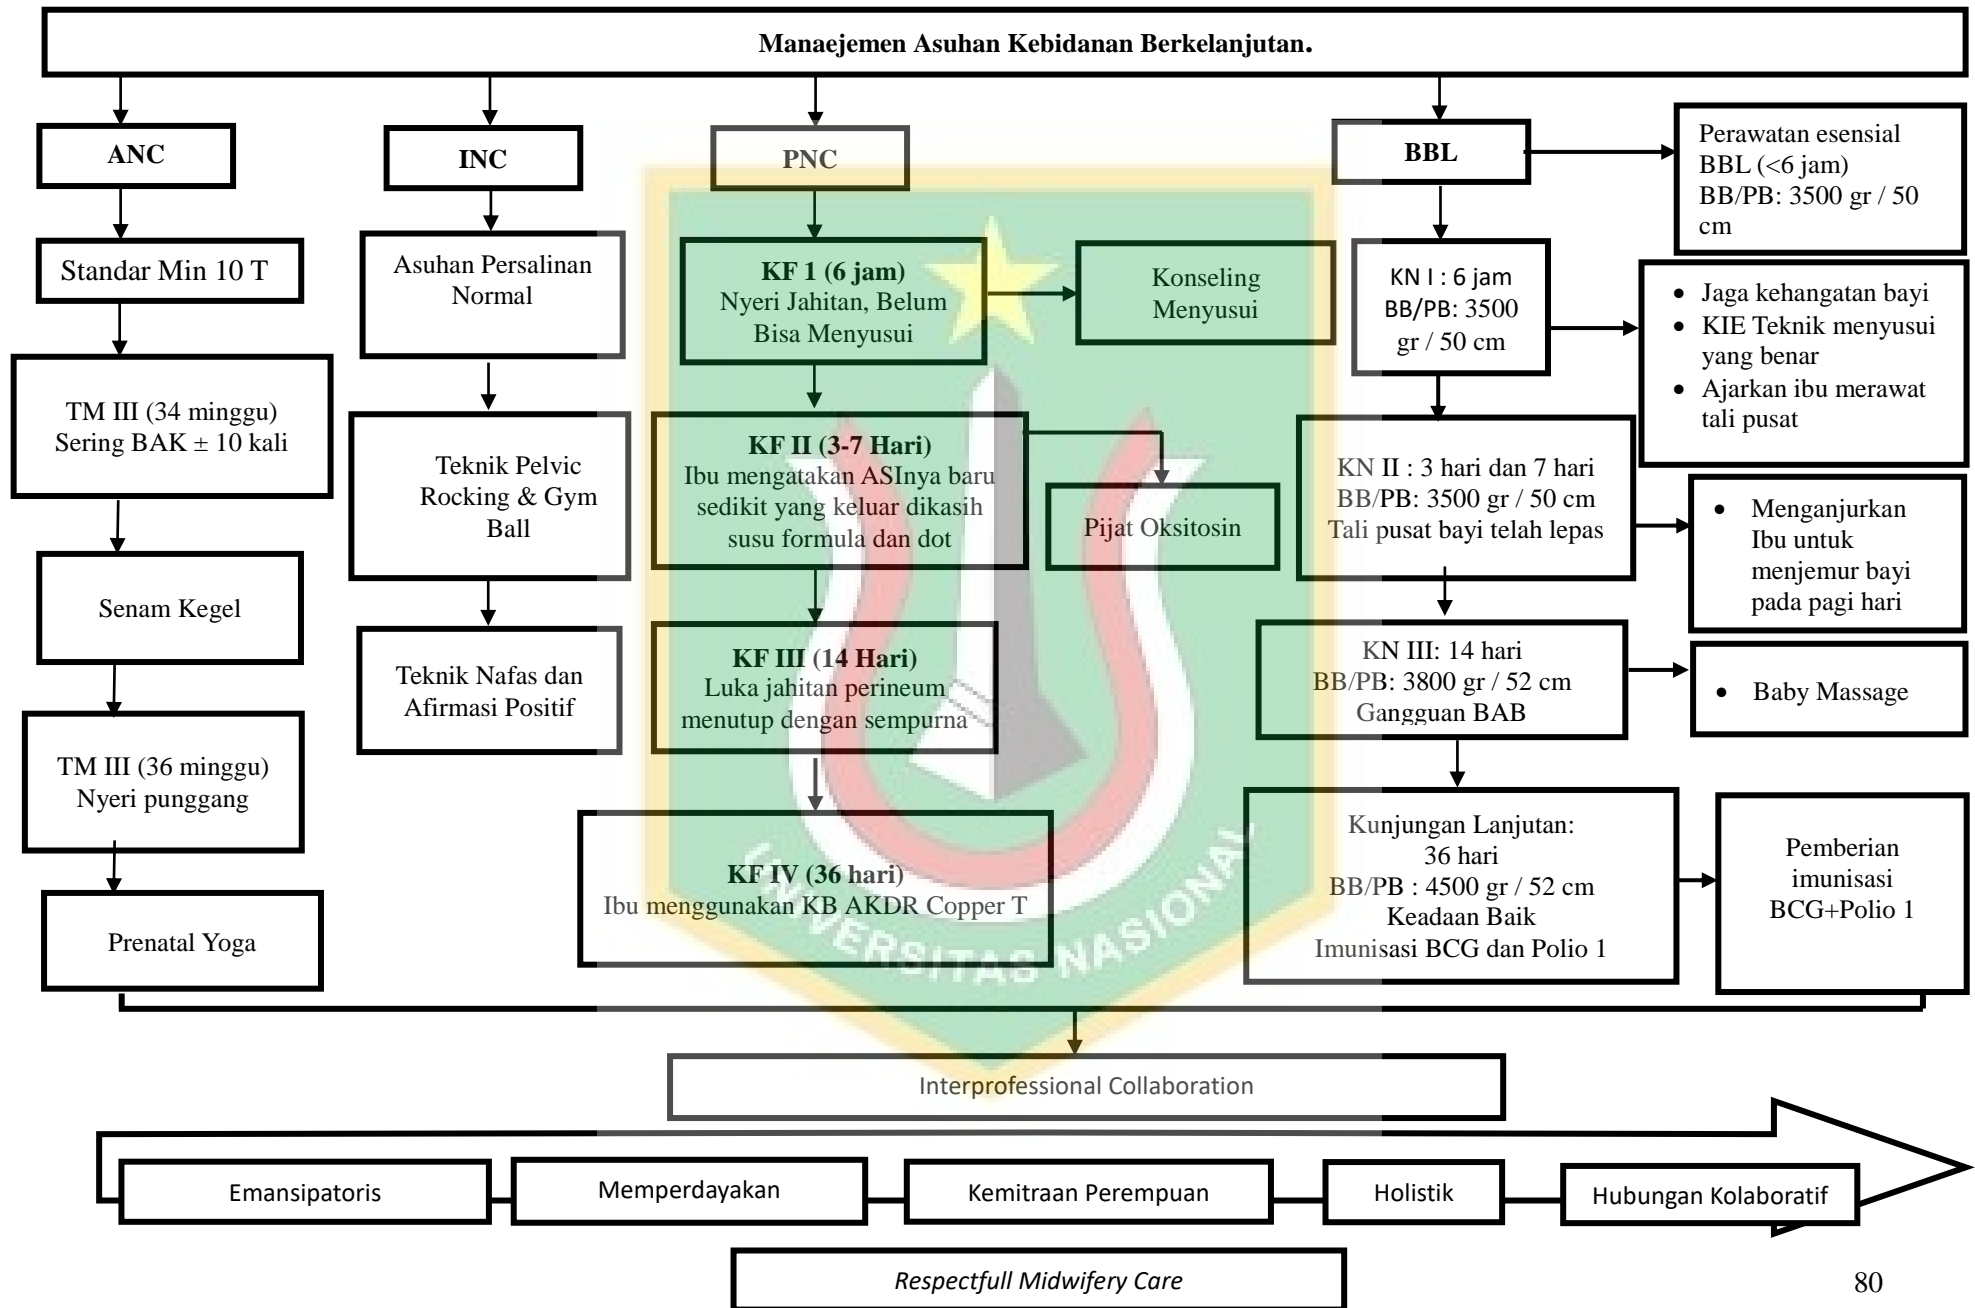 Manaejemen Asuhan Kebidanan Berkelanjutan.
ANC
Standar Min 10 T
TM III (34 minggu)
Sering BAK ± 10 kali
Senam Kegel
TM III (36 minggu)
Nyeri punggang
Prenatal Yoga
INC
Asuhan Persalinan
Normal
Teknik Pelvic
Rocking & Gym
Ball
Teknik Nafas dan
Afirmasi Positif
PNC
KF 1 (6 jam)
Nyeri Jahitan, Belum
Bisa Menyusui
Konseling
Menyusui
KF II (3-7 Hari)
Ibu mengatakan ASInya baru
sedikit yang keluar dikasih
susu formula dan dot
Pijat Oksitosin
KF III (14 Hari)
Luka jahitan perineum
menutup dengan sempurna
KF IV (36 hari)
Ibu menggunakan KB AKDR Copper T
BBL
Perawatan esensial
BBL (<6 jam)
BB/PB: 3500 gr / 50
cm
KN I : 6 jam
BB/PB: 3500
gr / 50 cm
• Jaga kehangatan bayi
• KIE Teknik menyusui
yang benar
• Ajarkan ibu merawat
tali pusat
KN II : 3 hari dan 7 hari
BB/PB: 3500 gr / 50 cm
Tali pusat bayi telah lepas
• Menganjurkan
Ibu untuk
menjemur bayi
pada pagi hari
KN III: 14 hari
BB/PB: 3800 gr / 52 cm
Gangguan BAB
• Baby Massage
Kunjungan Lanjutan:
36 hari
BB/PB : 4500 gr / 52 cm
Keadaan Baik
Imunisasi BCG dan Polio 1
Pemberian
imunisasi
BCG+Polio 1
UNIVERSITAS NASIONAL
Interprofessional Collaboration
Emansipatoris
Memperdayakan
Kemitraan Perempuan
Holistik
Hubungan Kolaboratif
Respectfull Midwifery Care
80